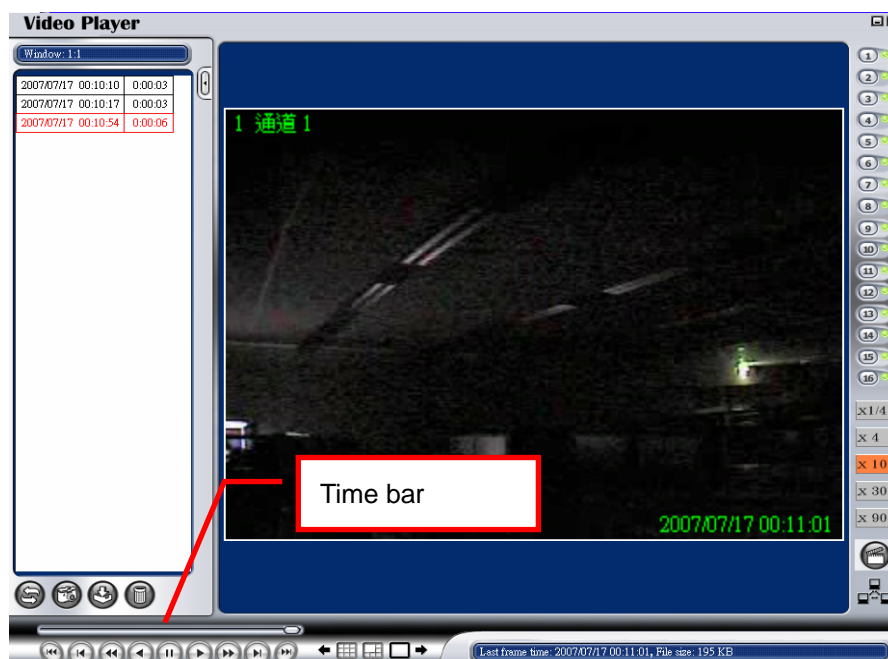 Video Player
Window: 1:1
2007/07/17 00:10:10 0:00:03
2007/07/17 00:10:17 0:00:03
2007/07/17 00:10:54 0:00:06
1 通道 1
2007/07/17 00:11:01
Time bar
1
2
3
4
5
6
7
8
9
10
11
12
13
14
15
16
x1/4
x 4
x 10
x 30
x 90
Last frame time: 2007/07/17 00:11:01, File size: 195 KB